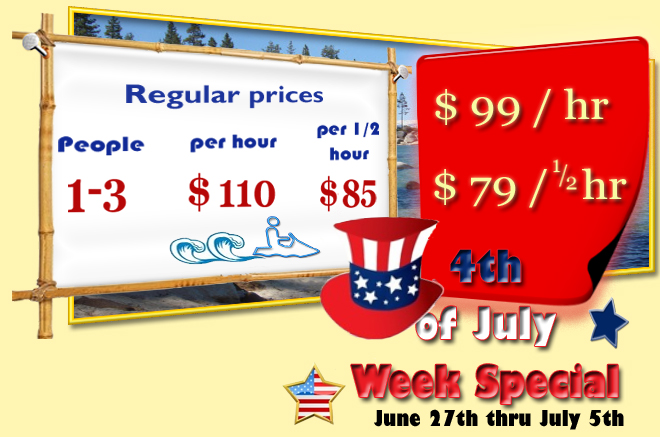 Regular prices
People per hour per 1/2 hour
1-3 $ 110 $ 85
$ 99 / hr
$ 79 / 1/2 hr
4th
of July
Week Special
June 27th thru July 5th